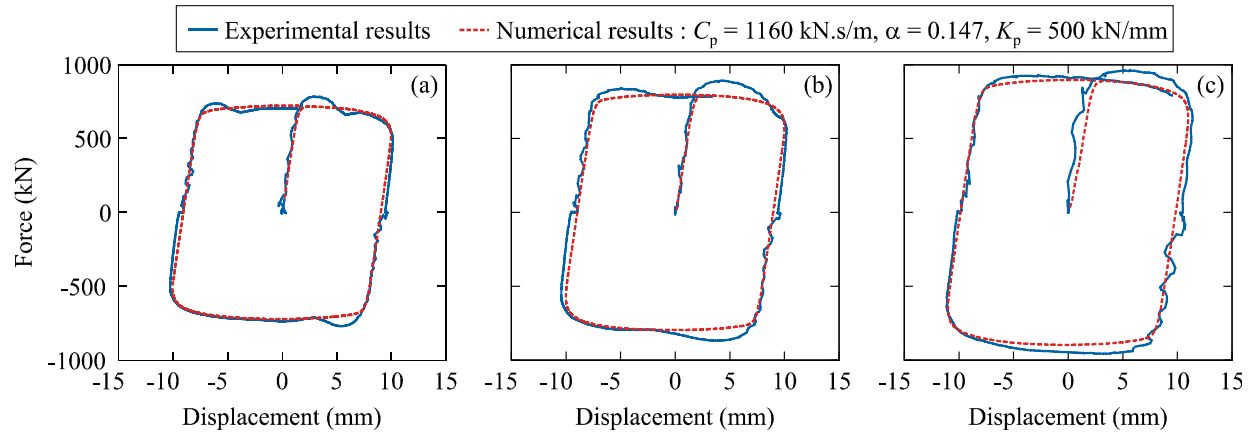 Experimental results
Numerical results : Cp = 1160 kN.s/m, α = 0.147, Kp = 500 kN/mm
1000
500
0
-500
-1000
Force (kN)
(a)
(b)
(c)
-15 -10 -5 0 5 10 15
-15 -10 -5 0 5 10 15
-15 -10 -5 0 5 10 15
Displacement (mm)
Displacement (mm)
Displacement (mm)